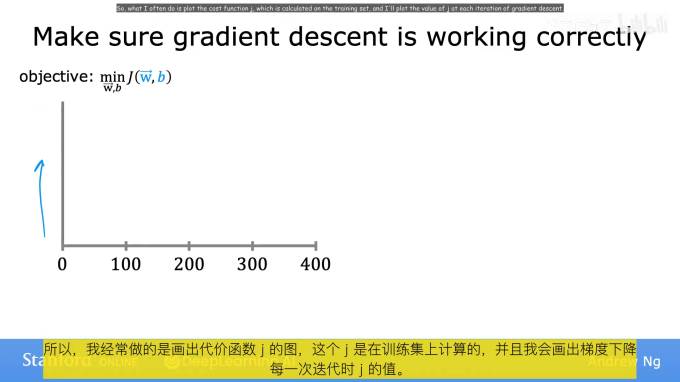 So, what I often do is plot the cost function j, which is calculated on the training set, and I'll plot the value of j at each iteration of gradient descent.
Make sure gradient descent is working correctly
objective: min J(w⃗, b)
w⃗,b
0 100 200 300 400
所以，我经常做的是画出代价函数 j 的图，这个 j 是在训练集上计算的，并且我会画出梯度下降
每一次迭代时 j 的值。
Stanford ONLINE DeepLearning.AI Andrew Ng